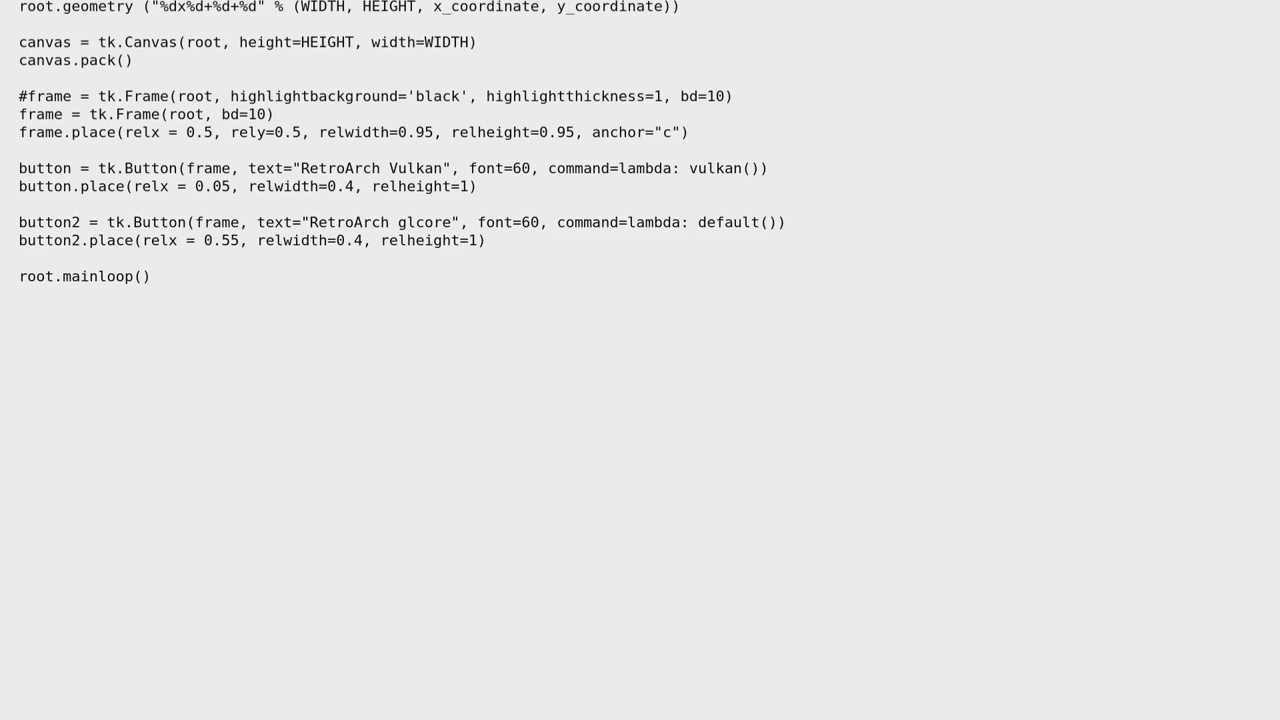 root.geometry ("%dx%d+%d+%d" % (WIDTH, HEIGHT, x_coordinate, y_coordinate))
canvas = tk.Canvas(root, height=HEIGHT, width=WIDTH)
canvas.pack()
#frame = tk.Frame(root, highlightbackground='black', highlightthickness=1, bd=10)
frame = tk.Frame(root, bd=10)
frame.place(relx = 0.5, rely=0.5, relwidth=0.95, relheight=0.95, anchor="c")
button = tk.Button(frame, text="RetroArch Vulkan", font=60, command=lambda: vulkan())
button.place(relx = 0.05, relwidth=0.4, relheight=1)
button2 = tk.Button(frame, text="RetroArch glcore", font=60, command=lambda: default())
button2.place(relx = 0.55, relwidth=0.4, relheight=1)
root.mainloop()